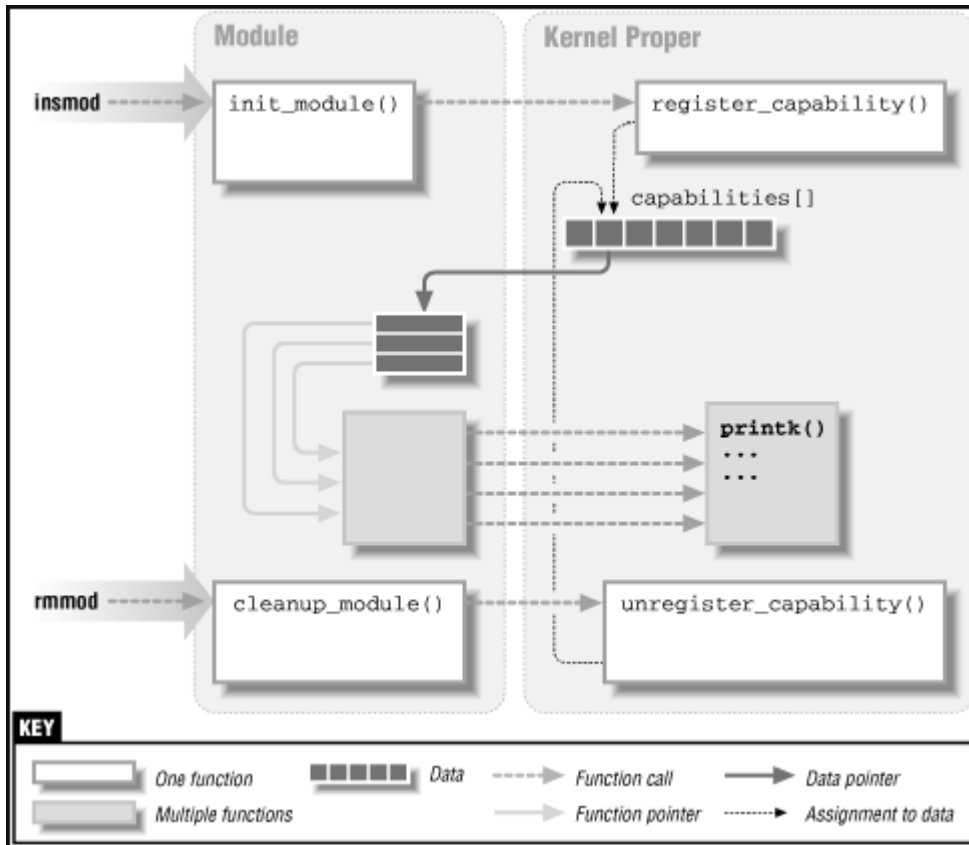 Module
Kernel Proper
insmod
init_module()
register_capability()
capabilities[]
printk()
...
...
rmmod
cleanup_module()
unregister_capability()
KEY
One function
Data
Function call
Data pointer
Multiple functions
Function pointer
Assignment to data